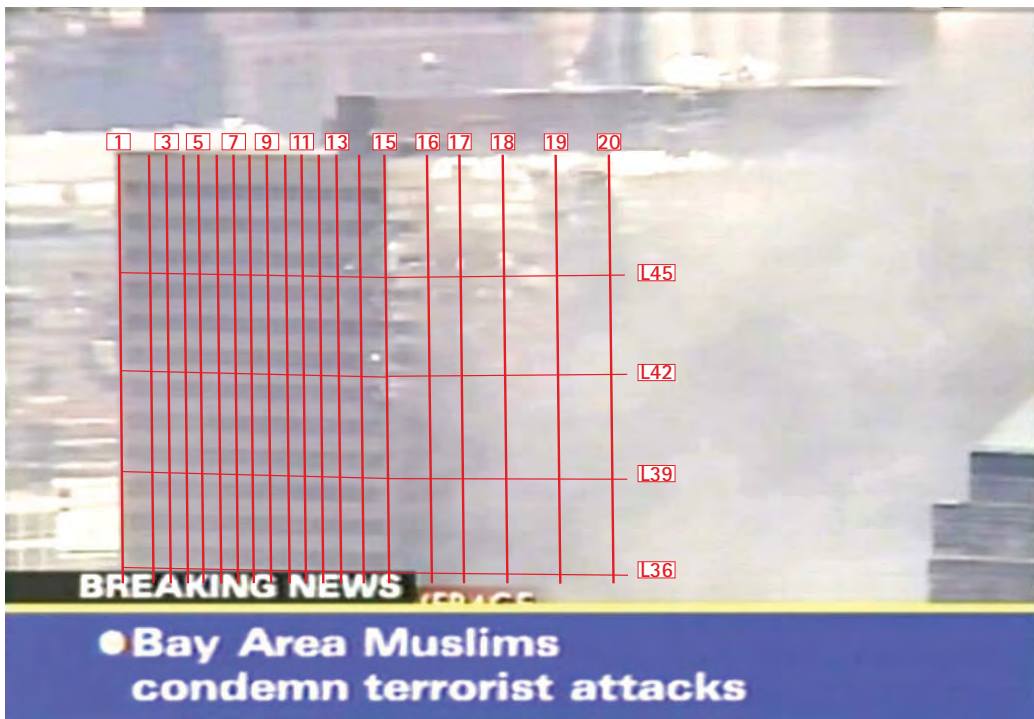 1 3 5 7 9 11 13 15 16 17 18 19 20
L45
L42
L39
L36
BREAKING NEWS
Bay Area Muslims
condemn terrorist attacks